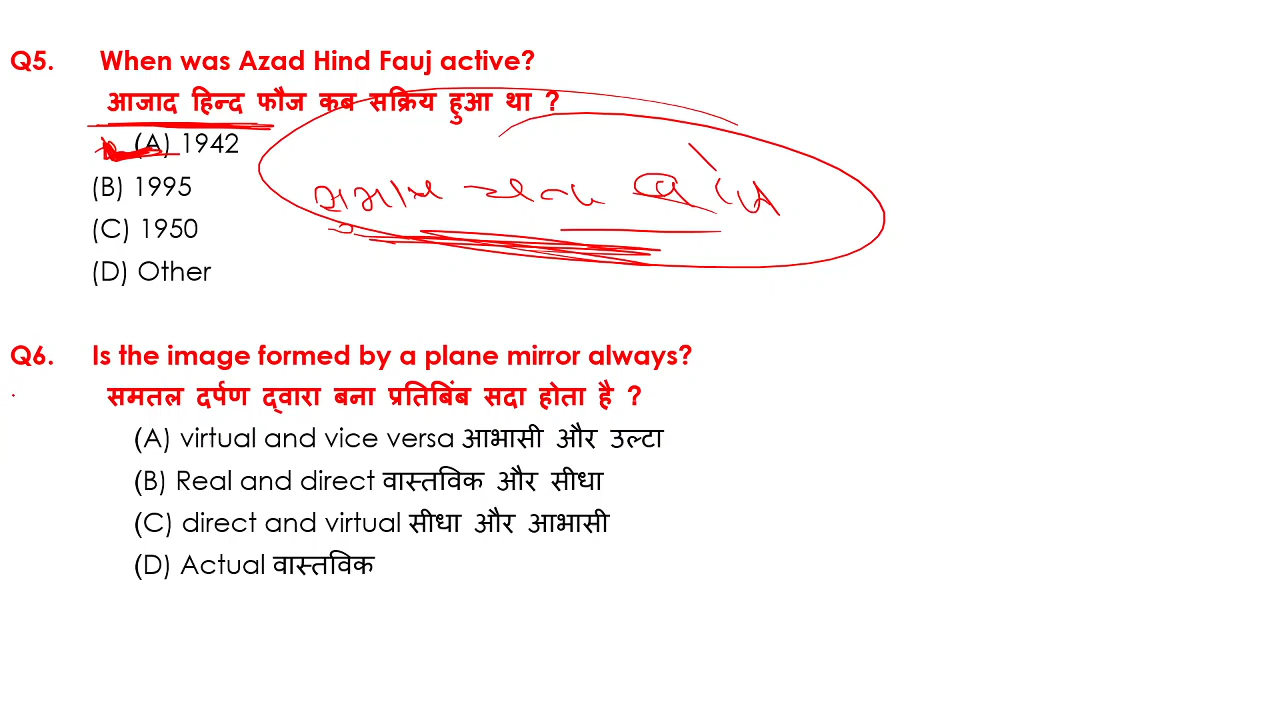 Q5. When was Azad Hind Fauj active?
आजाद हिन्द फौज कब सक्रिय हुआ था ?
(A) 1942
(B) 1995
(C) 1950
(D) Other
Q6. Is the image formed by a plane mirror always?
समतल दर्पण द्वारा बना प्रतिबिंब सदा होता है ?
(A) virtual and vice versa आभासी और उल्टा
(B) Real and direct वास्तविक और सीधा
(C) direct and virtual सीधा और आभासी
(D) Actual वास्तविक